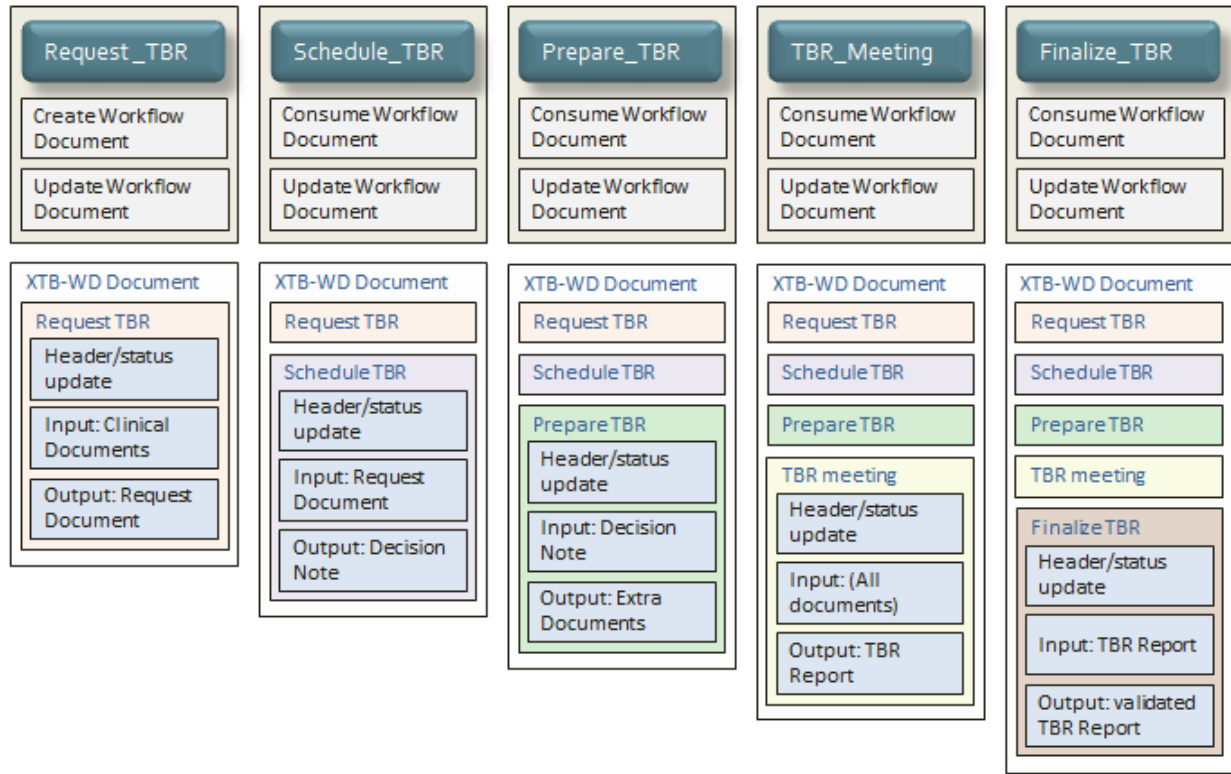 Request_TBR
Create Workflow
Document
Update Workflow
Document
XTB-WD Document
Request TBR
Header/status
update
Input: Clinical
Documents
Output: Request
Document
Schedule_TBR
Consume Workflow
Document
Update Workflow
Document
XTB-WD Document
Request TBR
Schedule TBR
Header/status
update
Input: Request
Document
Output: Decision
Note
Prepare_TBR
Consume Workflow
Document
Update Workflow
Document
XTB-WD Document
Request TBR
Schedule TBR
Prepare TBR
Header/status
update
Input: Decision
Note
Output: Extra
Documents
TBR_Meeting
Consume Workflow
Document
Update Workflow
Document
XTB-WD Document
Request TBR
Schedule TBR
Prepare TBR
TBR meeting
Header/status
update
Input: (All
documents)
Output: TBR
Report
Finalize_TBR
Consume Workflow
Document
Update Workflow
Document
XTB-WD Document
Request TBR
Schedule TBR
Prepare TBR
TBR meeting
Finalize TBR
Header/status
update
Input: TBR Report
Output: validated
TBR Report